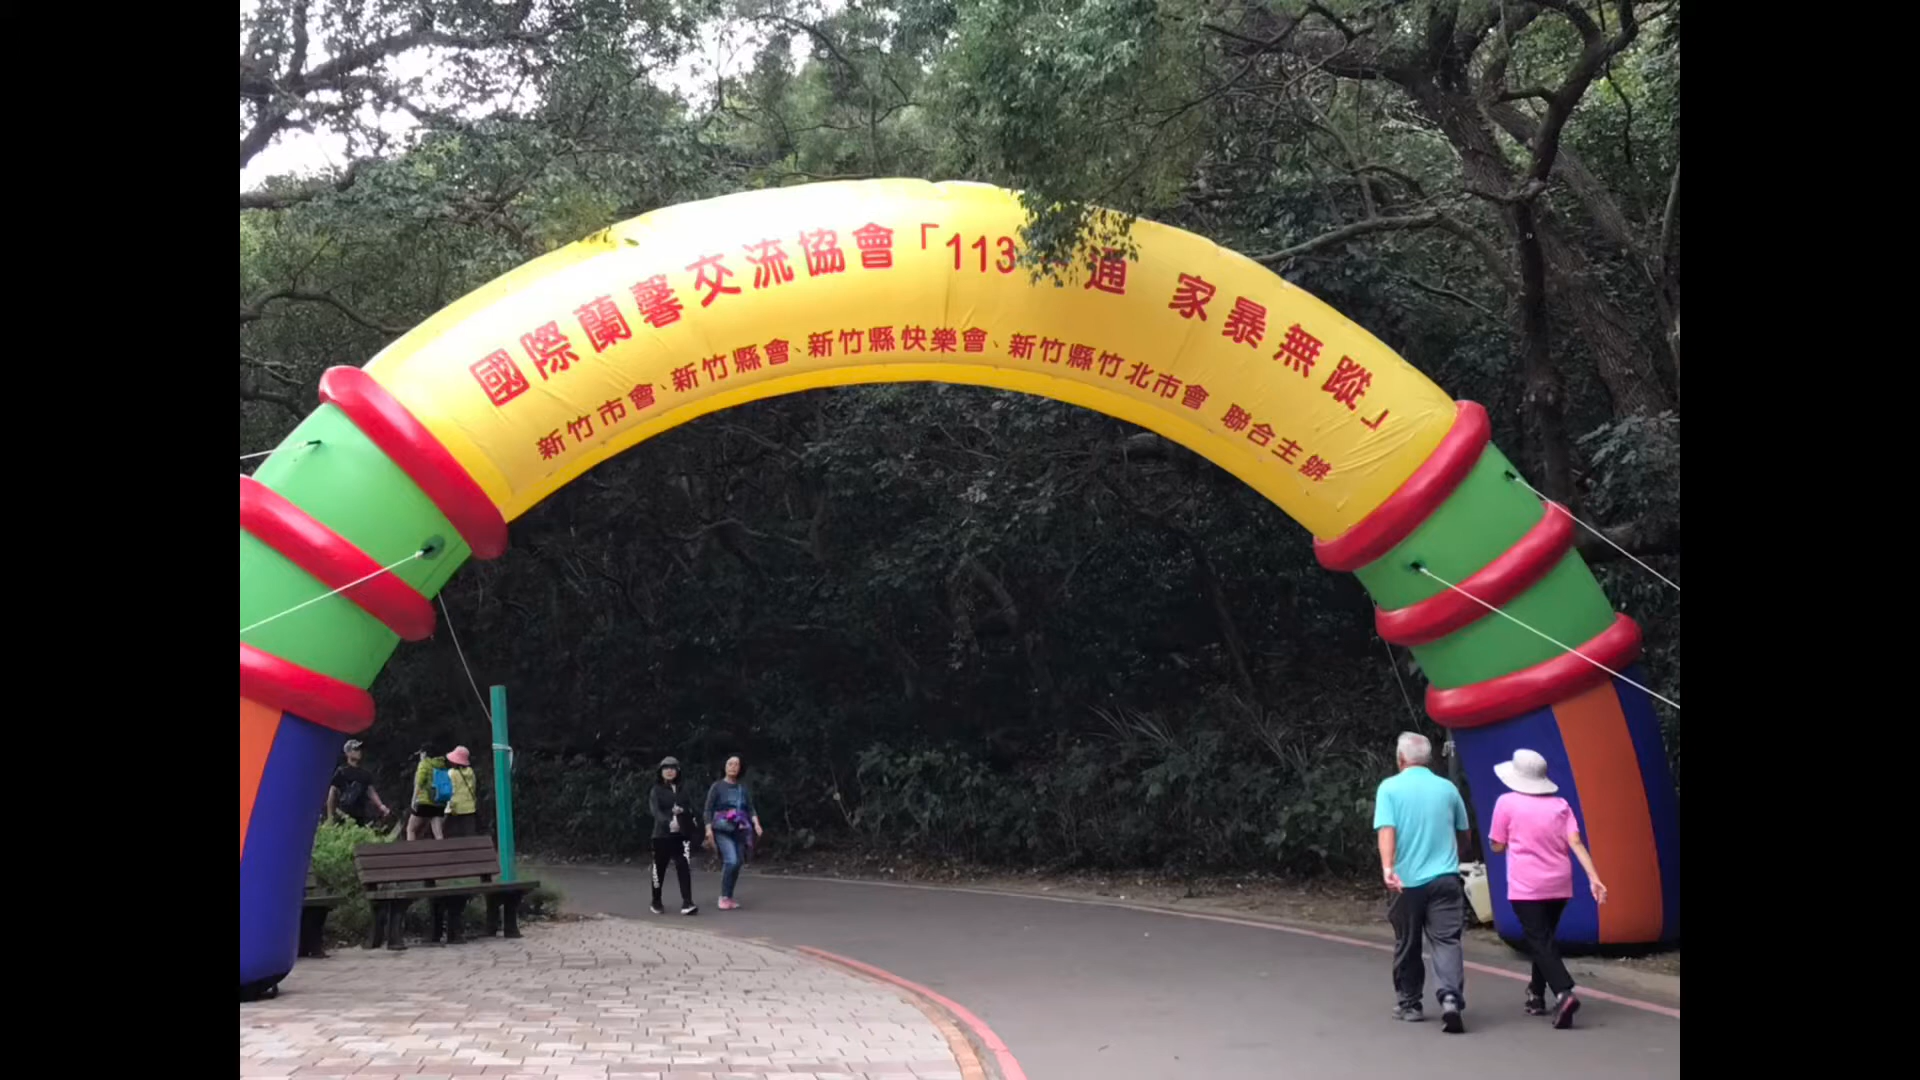 國際蘭馨交流協會「113 通 家暴無蹤」
新竹市會、新竹縣會、新竹縣快樂會、新竹縣竹北市會 聯合主辦